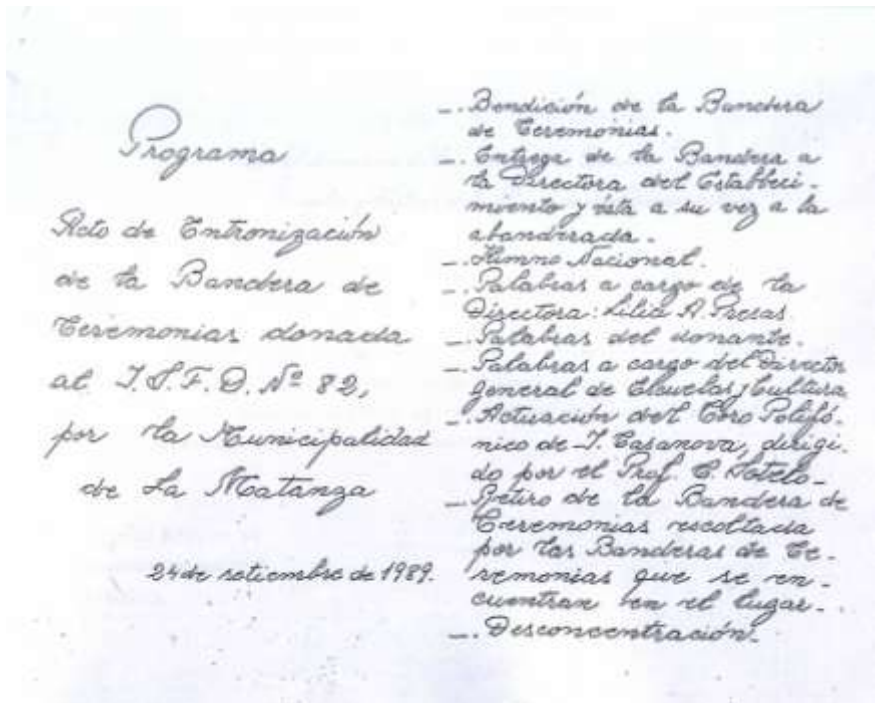 Programa
Acto de Entronización
de la Bandera de
Ceremonias donada
al I.S.F.D. Nº 82,
por la Municipalidad
de La Matanza
24 de setiembre de 1989.
_. Bendición de la Bandera
de Ceremonias.
_. Entrega de la Bandera a
la Directora del Estableci-
miento y ésta a su vez a la
abanderada.
_. Himno Nacional.
_. Palabras a cargo de la
Directora: Lilia A. Presas
_. Palabras del donante.
_. Palabras a cargo del Director
General de Escuelas y Cultura
_. Actuación del Coro Polifó-
nico de I. Casanova, dirigi-
do por el Prof. C. Sotelo_
_. Retiro de la Bandera de
Ceremonias escoltada
por las Banderas de Ce-
remonias que se en-
cuentran en el lugar_.
_. Desconcentración_